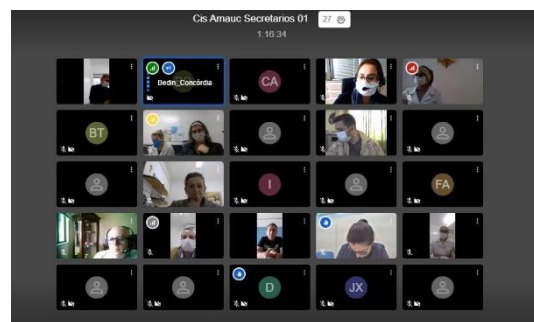 Cis Amauc Secretarios 01 27
1:16:34
Bedin_Concórdia
CA
BT
I
FA
D
JX